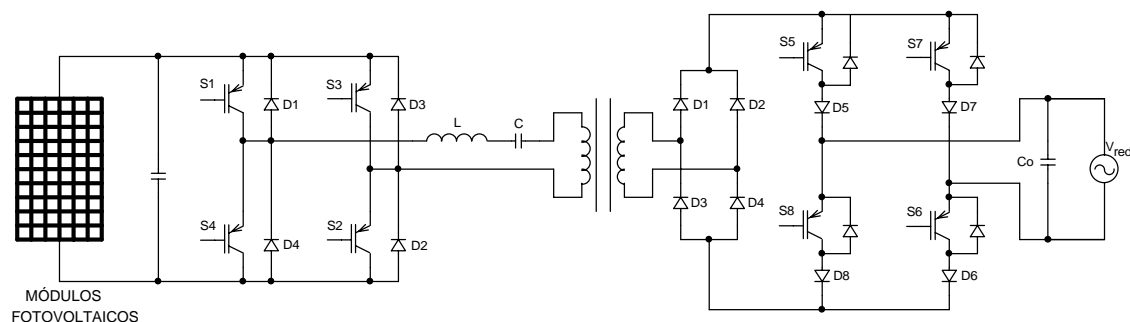 S1
D1
S3
D3
L
C
S4
D4
S2
D2
MÓDULOS
FOTOVOLTAICOS
D1
D2
D3
D4
S5
D5
S7
D7
S8
D8
S6
D6
Co
Vred